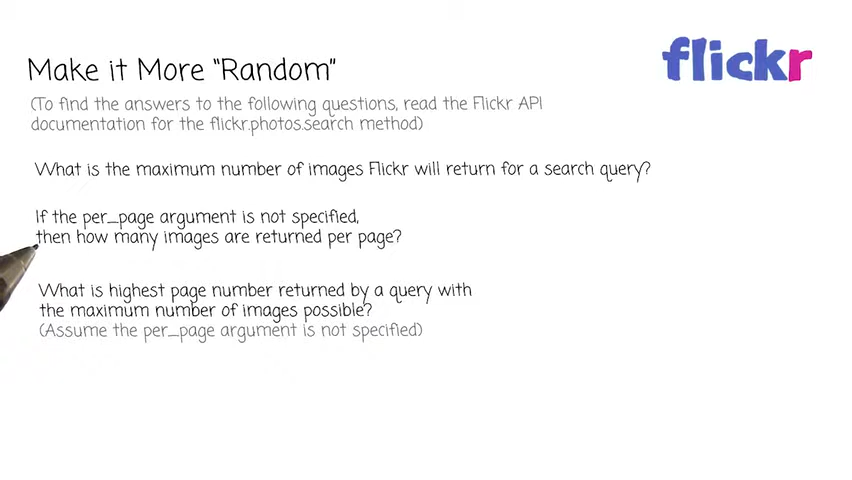 flickr
Make it More "Random"
(To find the answers to the following questions, read the Flickr API
documentation for the flickr.photos.search method)
What is the maximum number of images Flickr will return for a search query?
If the per_page argument is not specified,
then how many images are returned per page?
What is highest page number returned by a query with
the maximum number of images possible?
(Assume the per_page argument is not specified)